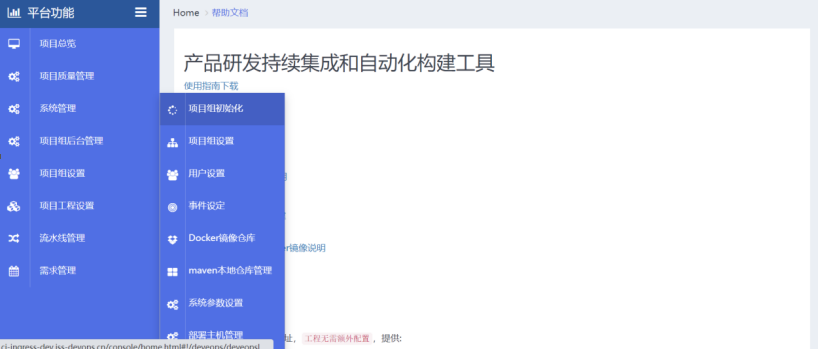 平台功能
Home > 帮助文档
项目总览
项目质量管理
系统管理
项目组后台管理
项目组设置
项目工程设置
流水线管理
需求管理
项目组初始化
项目组设置
用户设置
事件设定
Docker镜像仓库
maven本地仓库管理
系统参数设置
部署主机管理
产品研发持续集成和自动化构建工具
使用指南下载
r镜像说明
址， 工程无需额外配置 ，提供:
ci-ingress-dev.iss-devops.cn/console/home.html#!/deveops/deveopsl